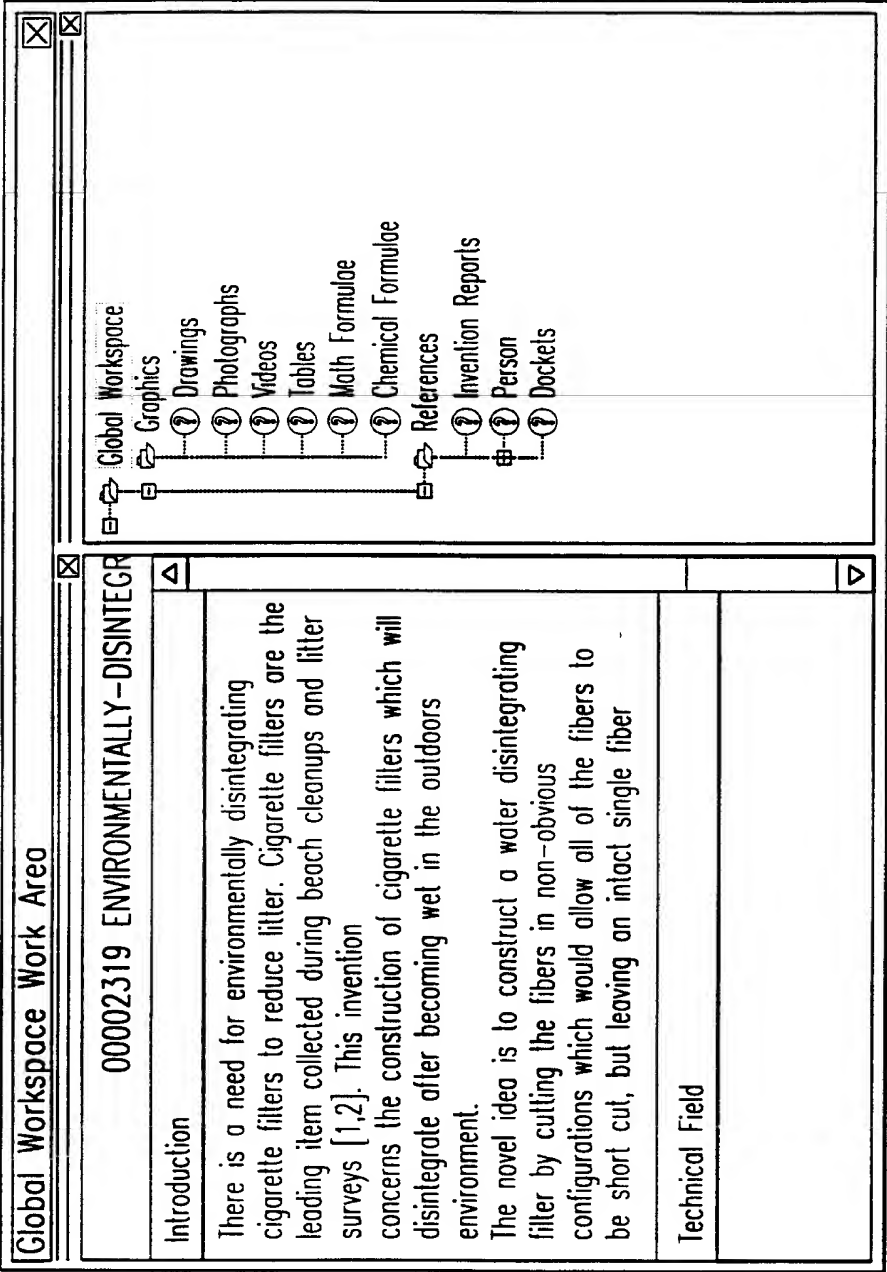 Global Workspace Work Area
00002319 ENVIRONMENTALLY-DISINTEGR
Introduction
There is a need for environmentally disintegrating
cigarette filters to reduce litter. Cigarette filters are the
leading item collected during beach cleanups and litter
surveys [1,2]. This invention
concerns the construction of cigarette filters which will
disintegrate after becoming wet in the outdoors
environment.
The novel idea is to construct a water disintegrating
filter by cutting the fibers in non-obvious
configurations which would allow all of the fibers to
be short cut, but leaving an intact single fiber
Technical Field
Global Workspace
Graphics
Drawings
Photographs
Videos
Tables
Math Formulae
Chemical Formulae
References
Invention Reports
Person
Dockets